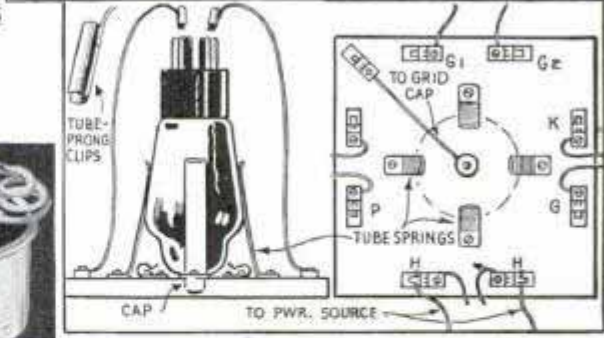 TUBE-
PRONG
CLIPS
CAP
TO GRID
CAP
G1
G2
K
P
G
TUBE SPRINGS
H
H
TO PWR. SOURCE